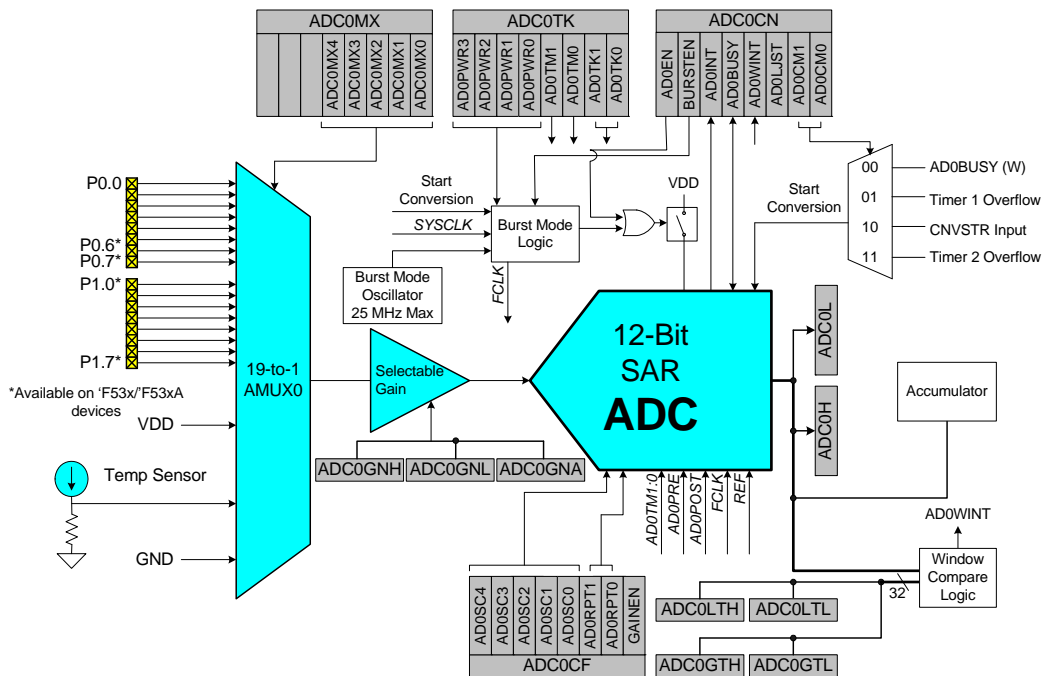 ADC0MX
ADC0MX4
ADC0MX3
ADC0MX2
ADC0MX1
ADC0MX0
ADC0TK
AD0PWR3
AD0PWR2
AD0PWR1
AD0PWR0
AD0TM1
AD0TM0
AD0TK1
AD0TK0
ADC0CN
AD0EN
BURSTEN
AD0INT
AD0BUSY
AD0WINT
AD0LJST
AD0CM1
AD0CM0
00
01
10
11
AD0BUSY (W)
Timer 1 Overflow
CNVSTR Input
Timer 2 Overflow
Start
Conversion
VDD
Start
Conversion
SYSCLK
Burst Mode
Logic
FCLK
Burst Mode
Oscillator
25 MHz Max
P0.0
P0.6*
P0.7*
P1.0*
P1.7*
*Available on ‘F53x/’F53xA
devices
VDD
Temp Sensor
GND
19-to-1
AMUX0
Selectable
Gain
ADC0GNH
ADC0GNL
ADC0GNA
12-Bit
SAR
ADC
ADC0L
ADC0H
Accumulator
AD0TM1:0
AD0PRE
AD0POST
FCLK
REF
AD0WINT
Window
Compare
Logic
32
ADC0LTH
ADC0LTL
ADC0GTH
ADC0GTL
AD0SC4
AD0SC3
AD0SC2
AD0SC1
AD0SC0
AD0RPT1
AD0RPT0
GAINEN
ADC0CF